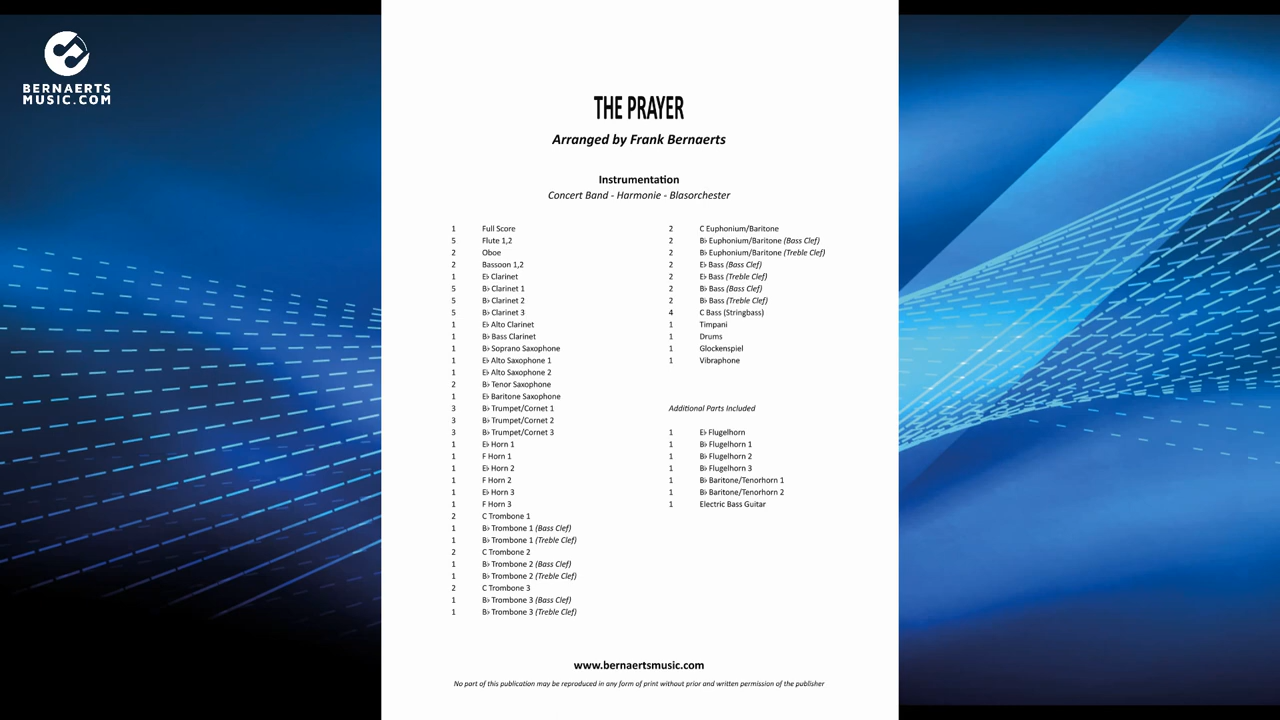 BERNAERTS
MUSIC.COM
THE PRAYER
Arranged by Frank Bernaerts
Instrumentation
Concert Band - Harmonie - Blasorchester
1 Full Score
5 Flute 1,2
2 Oboe
2 Bassoon 1,2
1 E♭ Clarinet
5 B♭ Clarinet 1
5 B♭ Clarinet 2
5 B♭ Clarinet 3
1 E♭ Alto Clarinet
1 B♭ Bass Clarinet
1 B♭ Soprano Saxophone
1 E♭ Alto Saxophone 1
1 E♭ Alto Saxophone 2
2 B♭ Tenor Saxophone
1 E♭ Baritone Saxophone
3 B♭ Trumpet/Cornet 1
3 B♭ Trumpet/Cornet 2
3 B♭ Trumpet/Cornet 3
1 E♭ Horn 1
1 F Horn 1
1 E♭ Horn 2
1 F Horn 2
1 E♭ Horn 3
1 F Horn 3
2 C Trombone 1
1 B♭ Trombone 1 (Bass Clef)
1 B♭ Trombone 1 (Treble Clef)
2 C Trombone 2
1 B♭ Trombone 2 (Bass Clef)
1 B♭ Trombone 2 (Treble Clef)
2 C Trombone 3
1 B♭ Trombone 3 (Bass Clef)
1 B♭ Trombone 3 (Treble Clef)
2 C Euphonium/Baritone
2 B♭ Euphonium/Baritone (Bass Clef)
2 B♭ Euphonium/Baritone (Treble Clef)
2 E♭ Bass (Bass Clef)
2 E♭ Bass (Treble Clef)
2 B♭ Bass (Bass Clef)
2 B♭ Bass (Treble Clef)
4 C Bass (Stringbass)
1 Timpani
1 Drums
1 Glockenspiel
1 Vibraphone
Additional Parts Included
1 E♭ Flugelhorn
1 B♭ Flugelhorn 1
1 B♭ Flugelhorn 2
1 B♭ Flugelhorn 3
1 B♭ Baritone/Tenorhorn 1
1 B♭ Baritone/Tenorhorn 2
1 Electric Bass Guitar
www.bernaertsmusic.com
No part of this publication may be reproduced in any form of print without prior and written permission of the publisher